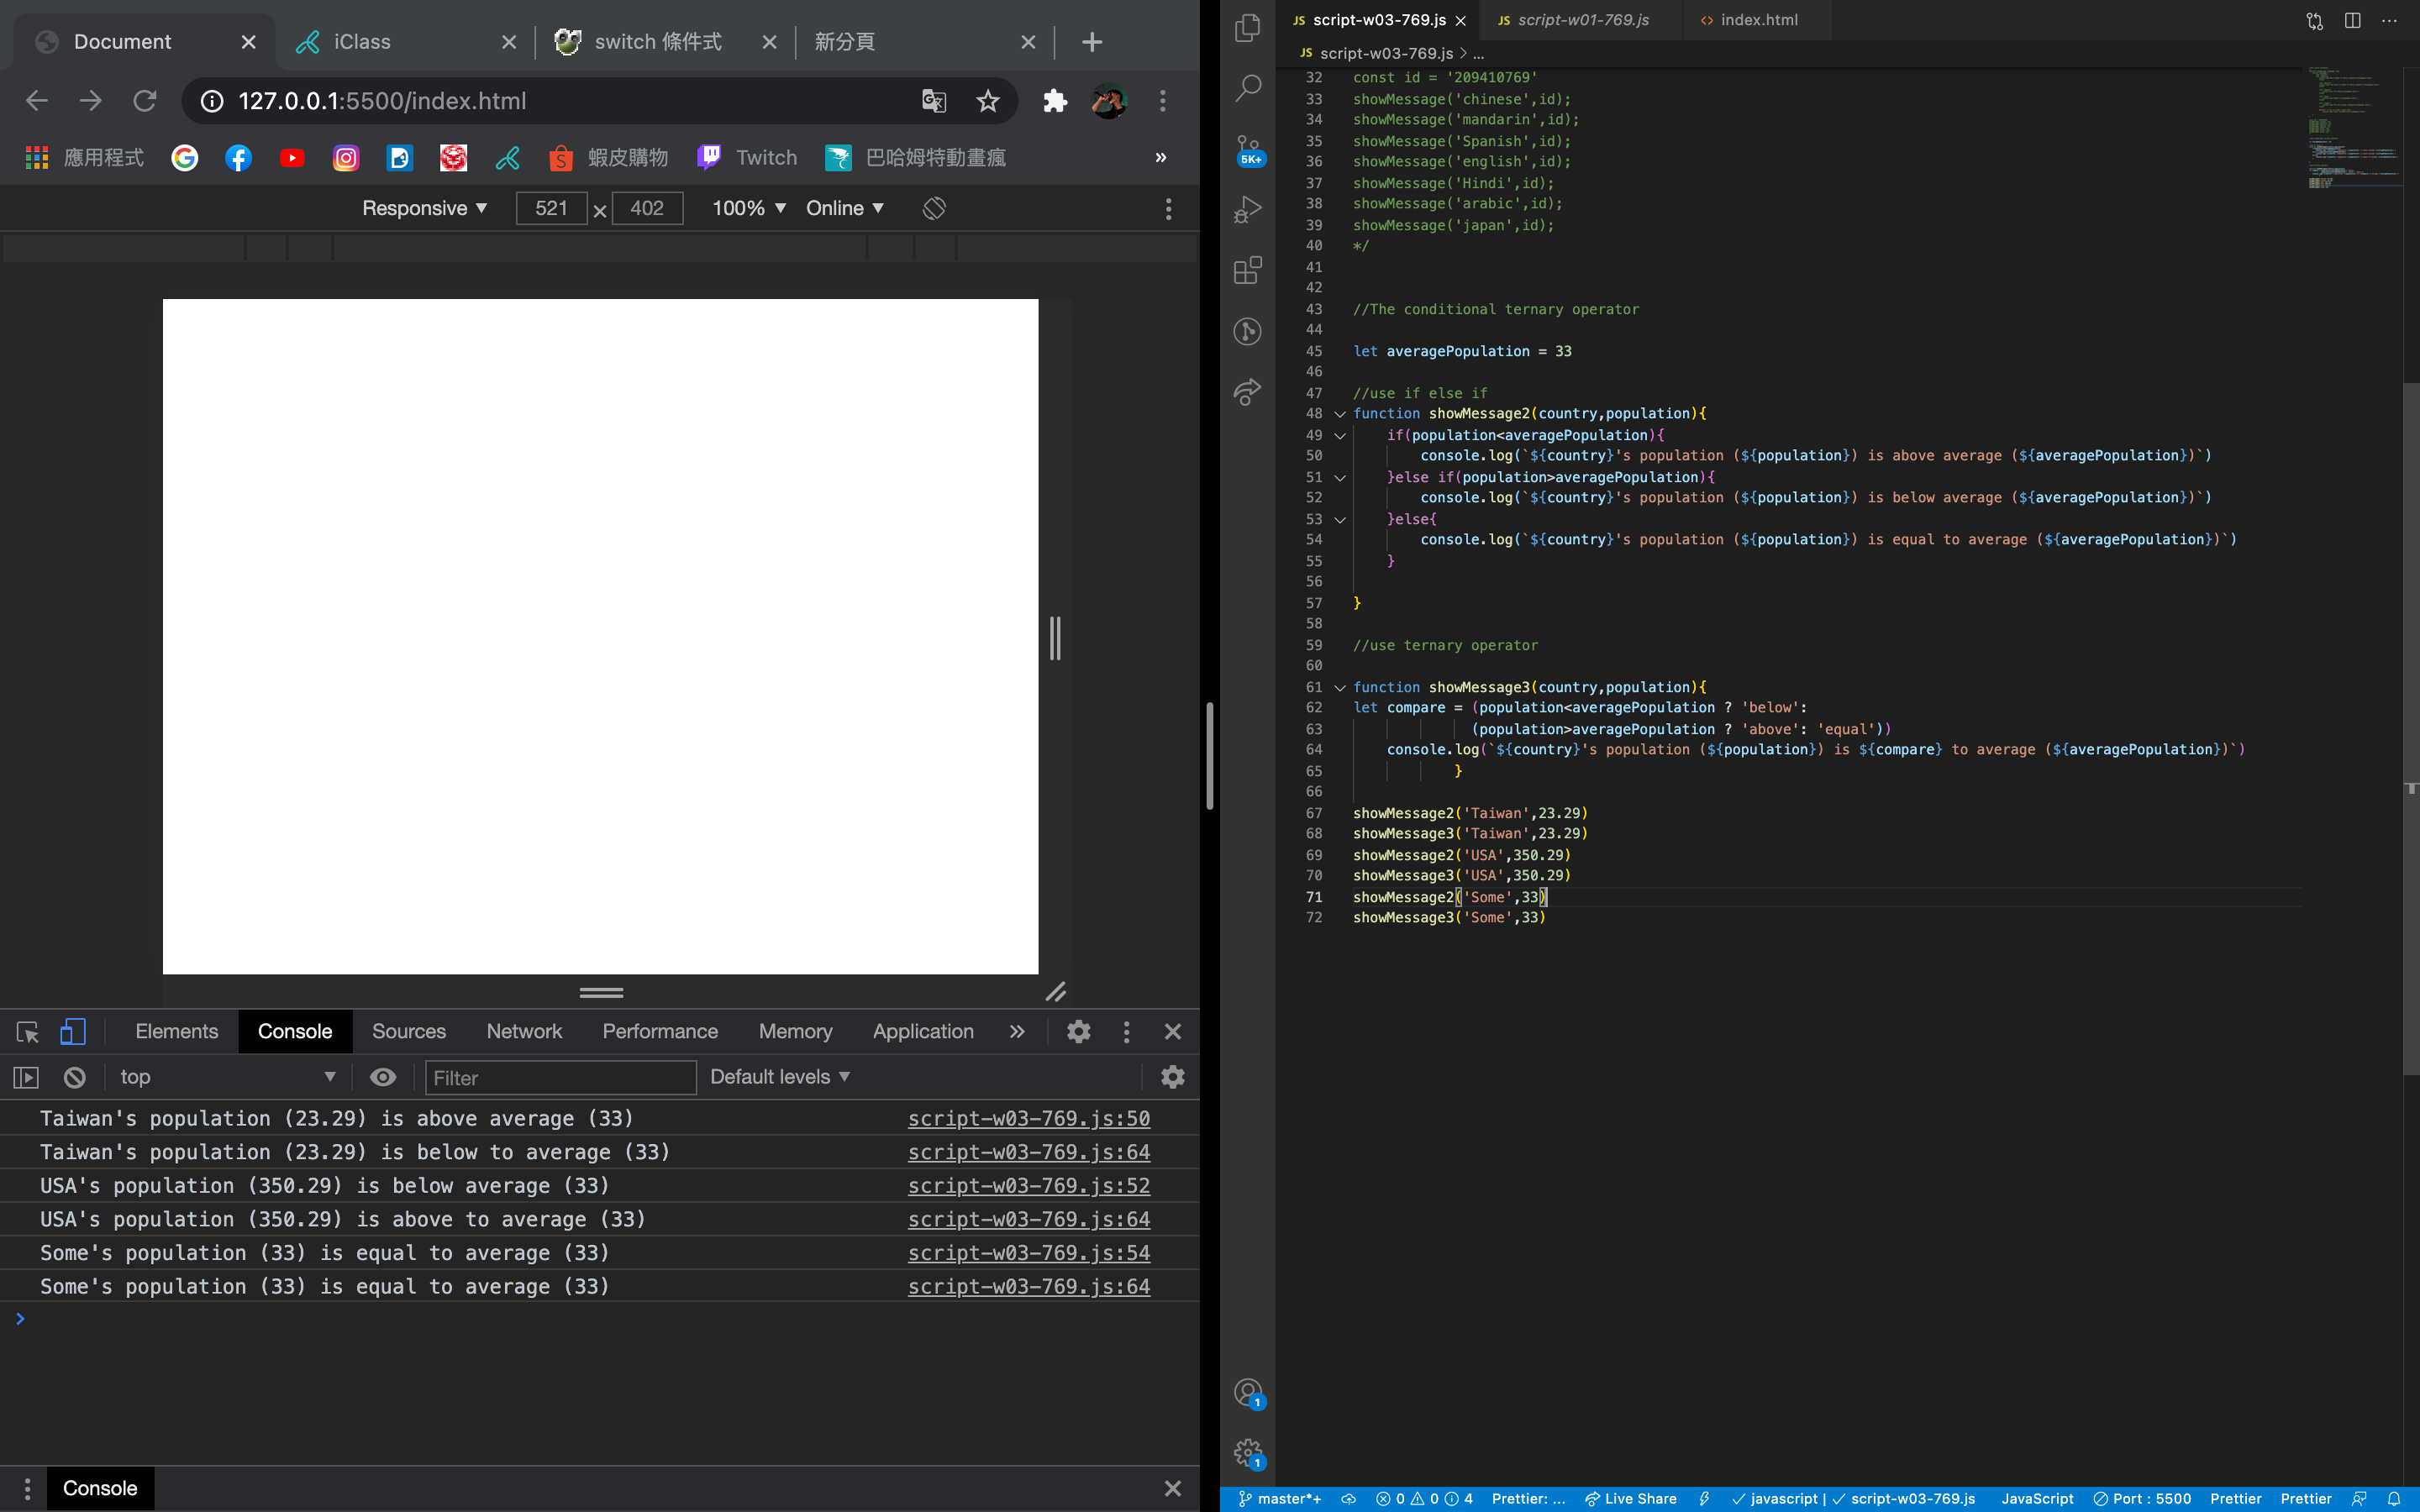 Document
iClass
switch 條件式
新分頁
127.0.0.1:5500/index.html
應用程式
蝦皮購物
Twitch
巴哈姆特動畫瘋
»
Responsive ▼ 521 × 402 100% ▼ Online ▼
Elements Console Sources Network Performance Memory Application »
top ▼ Filter Default levels ▼
Taiwan's population (23.29) is above average (33) script-w03-769.js:50
Taiwan's population (23.29) is below to average (33) script-w03-769.js:64
USA's population (350.29) is below average (33) script-w03-769.js:52
USA's population (350.29) is above to average (33) script-w03-769.js:64
Some's population (33) is equal to average (33) script-w03-769.js:54
Some's population (33) is equal to average (33) script-w03-769.js:64
>
Console
JS script-w03-769.js JS script-w01-769.js <> index.html
JS script-w03-769.js > ...
5K+
1
1
32 const id = '209410769'
33 showMessage('chinese',id);
34 showMessage('mandarin',id);
35 showMessage('Spanish',id);
36 showMessage('english',id);
37 showMessage('Hindi',id);
38 showMessage('arabic',id);
39 showMessage('japan',id);
40 */
41
42
43 //The conditional ternary operator
44
45 let averagePopulation = 33
46
47 //use if else if
48 function showMessage2(country,population){
49 if(population<averagePopulation){
50 console.log(`${country}'s population (${population}) is above average (${averagePopulation})`)
51 }else if(population>averagePopulation){
52 console.log(`${country}'s population (${population}) is below average (${averagePopulation})`)
53 }else{
54 console.log(`${country}'s population (${population}) is equal to average (${averagePopulation})`)
55 }
56
57 }
58
59 //use ternary operator
60
61 function showMessage3(country,population){
62 let compare = (population<averagePopulation ? 'below':
63 (population>averagePopulation ? 'above': 'equal'))
64 console.log(`${country}'s population (${population}) is ${compare} to average (${averagePopulation})`)
65 }
66
67 showMessage2('Taiwan',23.29)
68 showMessage3('Taiwan',23.29)
69 showMessage2('USA',350.29)
70 showMessage3('USA',350.29)
71 showMessage2('Some',33)
72 showMessage3('Some',33)
master*+ 0 0 4 Prettier: ... Live Share javascript | script-w03-769.js JavaScript Port : 5500 Prettier Prettier